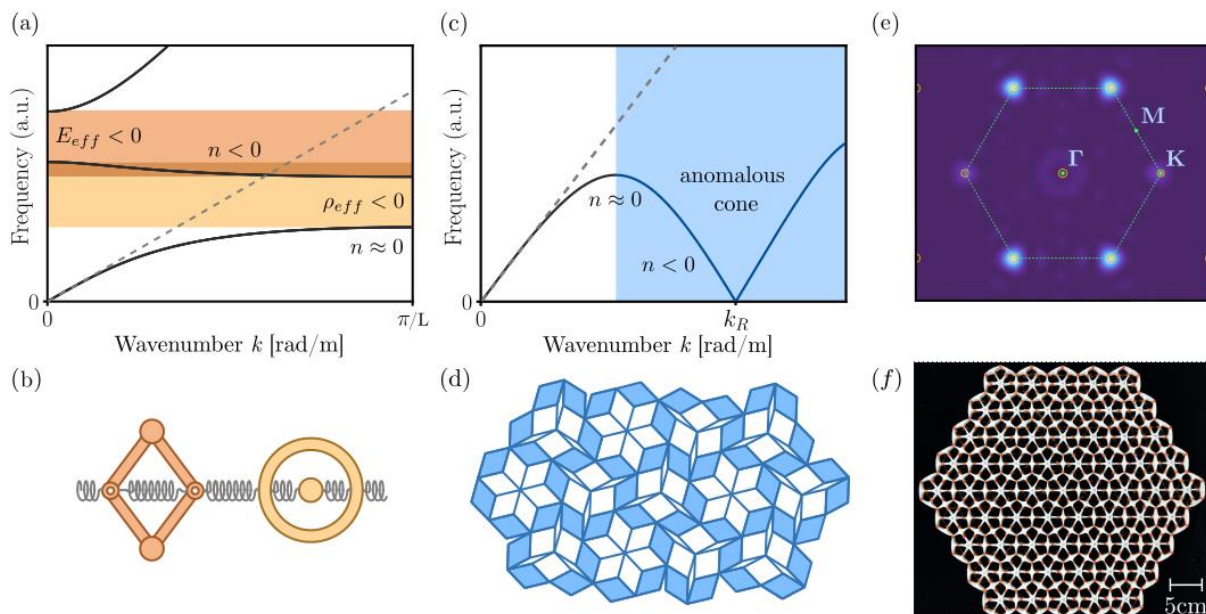 (a)
Frequency (a.u.)
E_eff < 0
n < 0
ρ_eff < 0
n ≈ 0
0
0
π/L
Wavenumber k [rad/m]
(b)
(c)
Frequency (a.u.)
n ≈ 0
anomalous
cone
n < 0
0
0
k_R
Wavenumber k [rad/m]
(d)
(e)
M
Γ
K
(f)
5cm